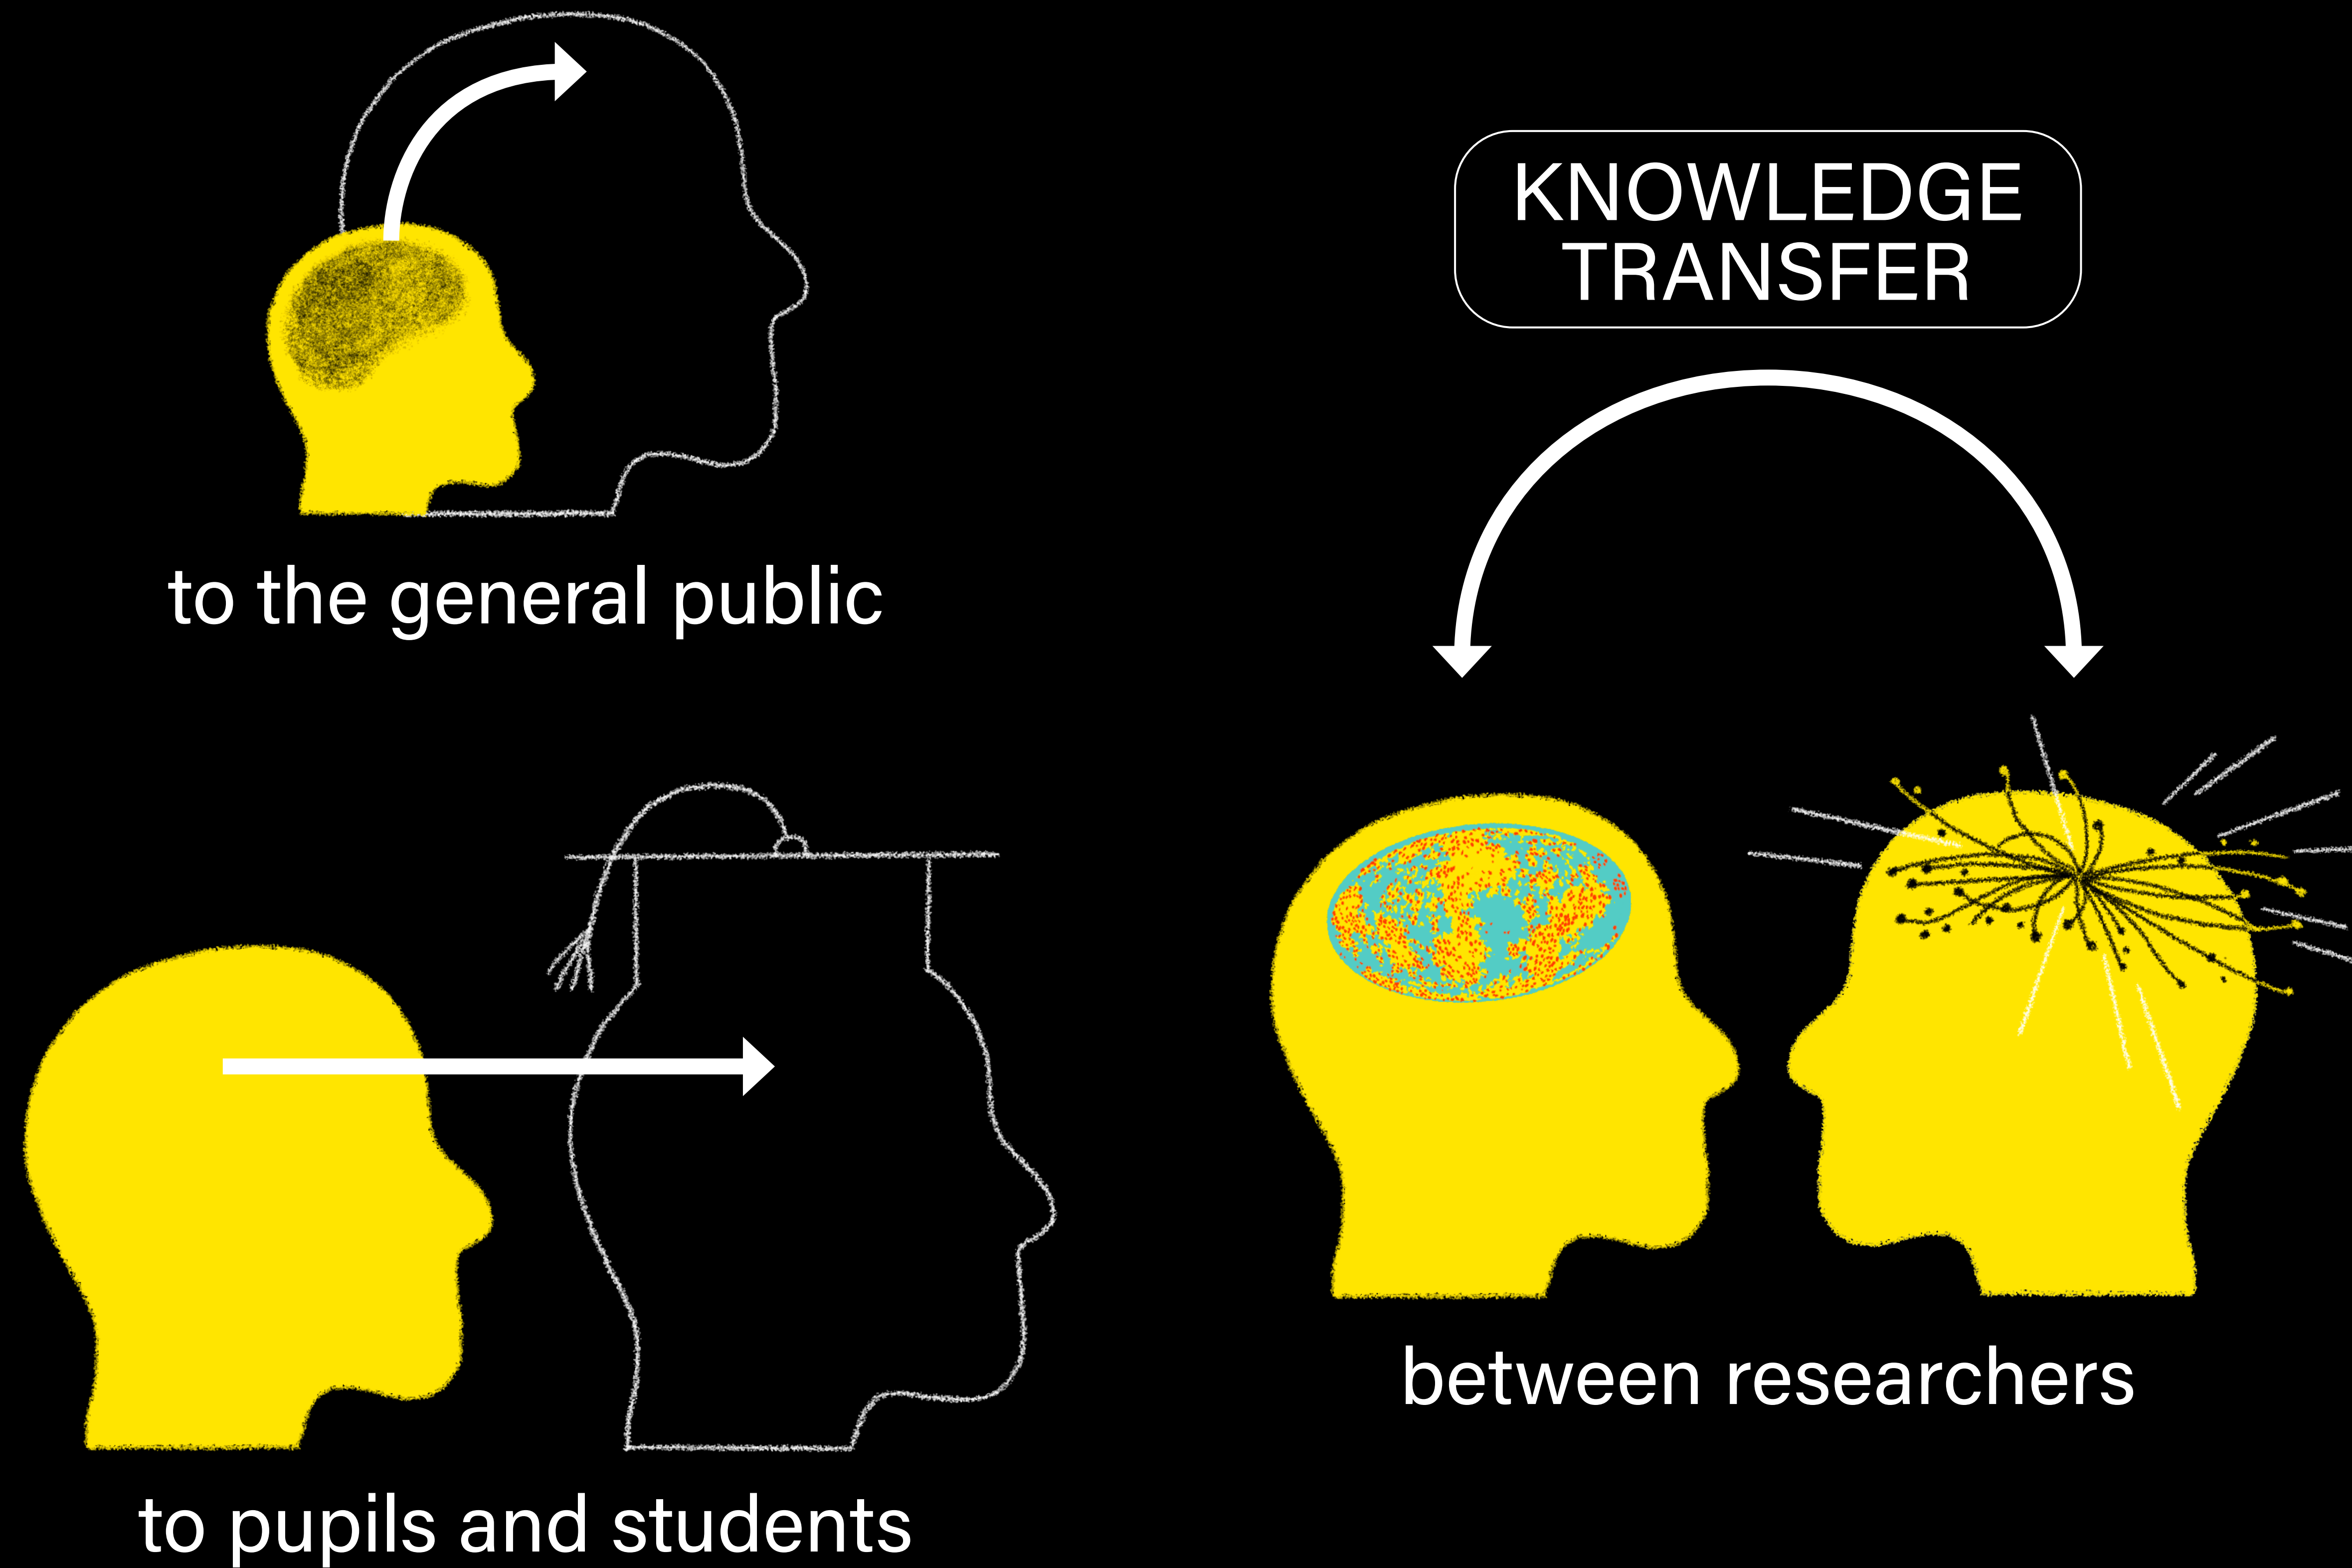 KNOWLEDGE
TRANSFER
to the general public
to pupils and students
between researchers